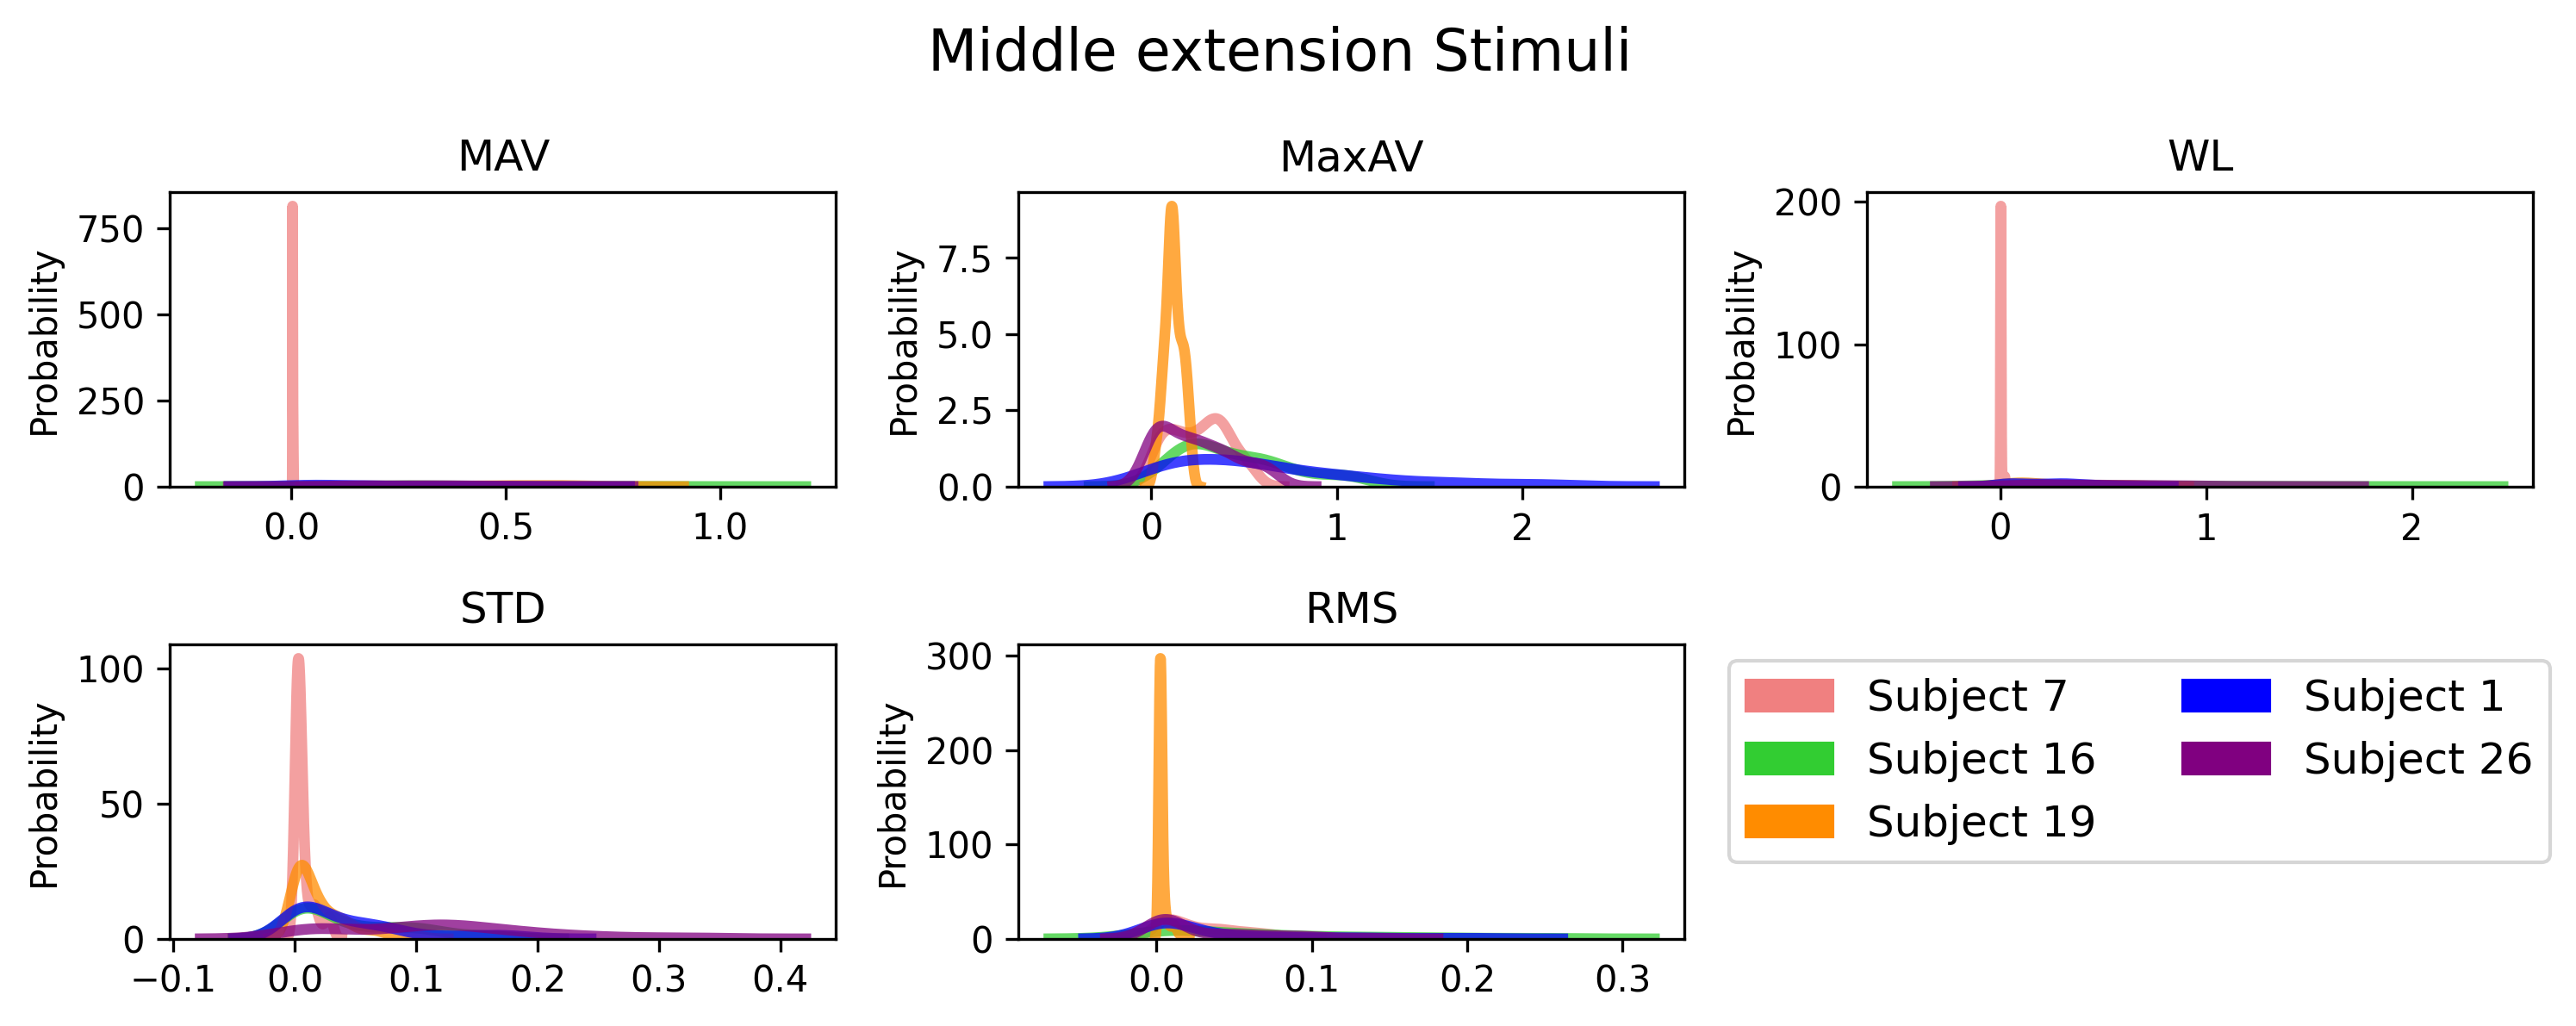 Middle extension Stimuli
MAV
Probability
750
500
250
0
0.0 0.5 1.0
MaxAV
Probability
7.5
5.0
2.5
0.0
0 1 2
WL
Probability
200
100
0
0 1 2
STD
Probability
100
50
0
−0.1 0.0 0.1 0.2 0.3 0.4
RMS
Probability
300
200
100
0
0.0 0.1 0.2 0.3
Subject 7
Subject 16
Subject 19
Subject 1
Subject 26